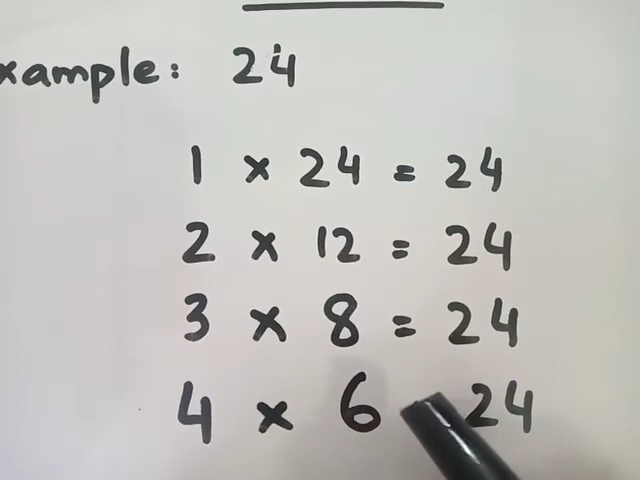 xample: 24
1 × 24 = 24
2 × 12 = 24
3 × 8 = 24
4 × 6 24